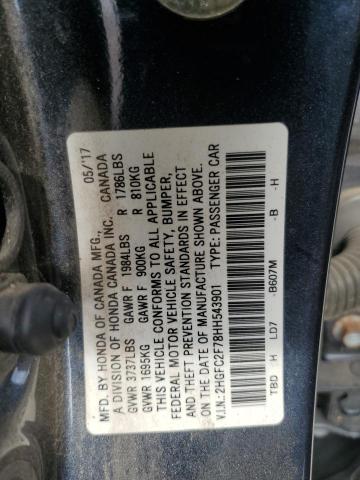 MFD. BY HONDA OF CANADA MFG., 05/'17
A DIVISION OF HONDA CANADA INC. CANADA
GVWR 3737LBS GAWR F 1984LBS R 1786LBS
GVWR 1695KG GAWR F 900KG R 810KG
THIS VEHICLE CONFORMS TO ALL APPLICABLE
FEDERAL MOTOR VEHICLE SAFETY, BUMPER,
AND THEFT PREVENTION STANDARDS IN EFFECT
ON THE DATE OF MANUFACTURE SHOWN ABOVE.
V.I.N.: 2HGFC2F78HH543901 TYPE: PASSENGER CAR
TBD H LD7 -B607M -B -H